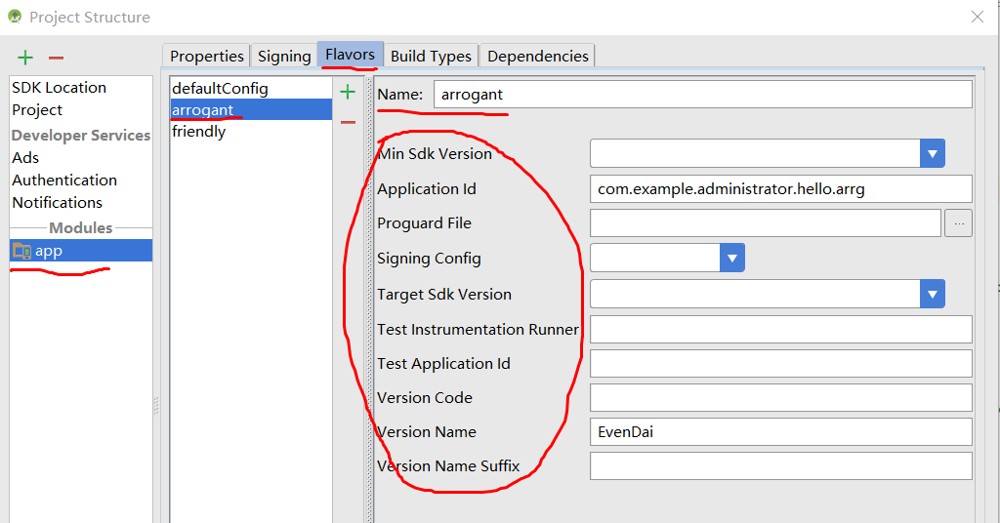 Project Structure
Properties Signing Flavors Build Types Dependencies
SDK Location
Project
Developer Services
Ads
Authentication
Notifications
Modules
app
defaultConfig
arrogant
friendly
Name: arrogant
Min Sdk Version
Application Id com.example.administrator.hello.arrg
Proguard File ...
Signing Config
Target Sdk Version
Test Instrumentation Runner
Test Application Id
Version Code
Version Name EvenDai
Version Name Suffix